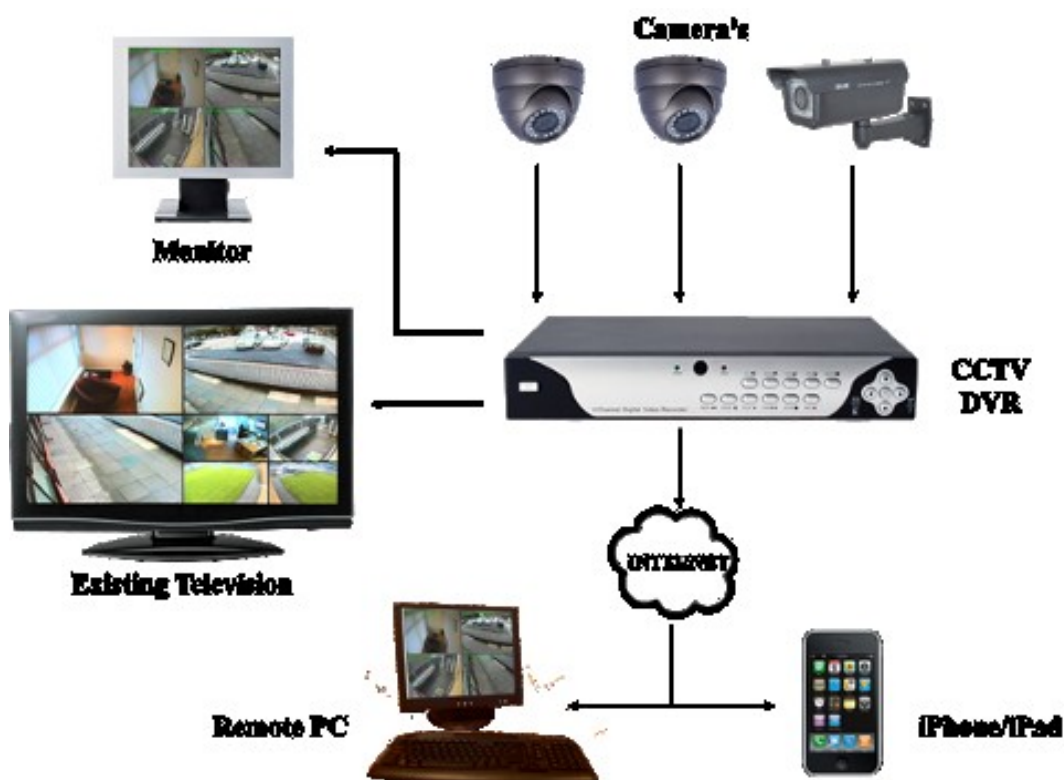 Camera's
Monitor
CCTV
DVR
INTERNET
Existing Television
Remote PC
iPhone/iPad